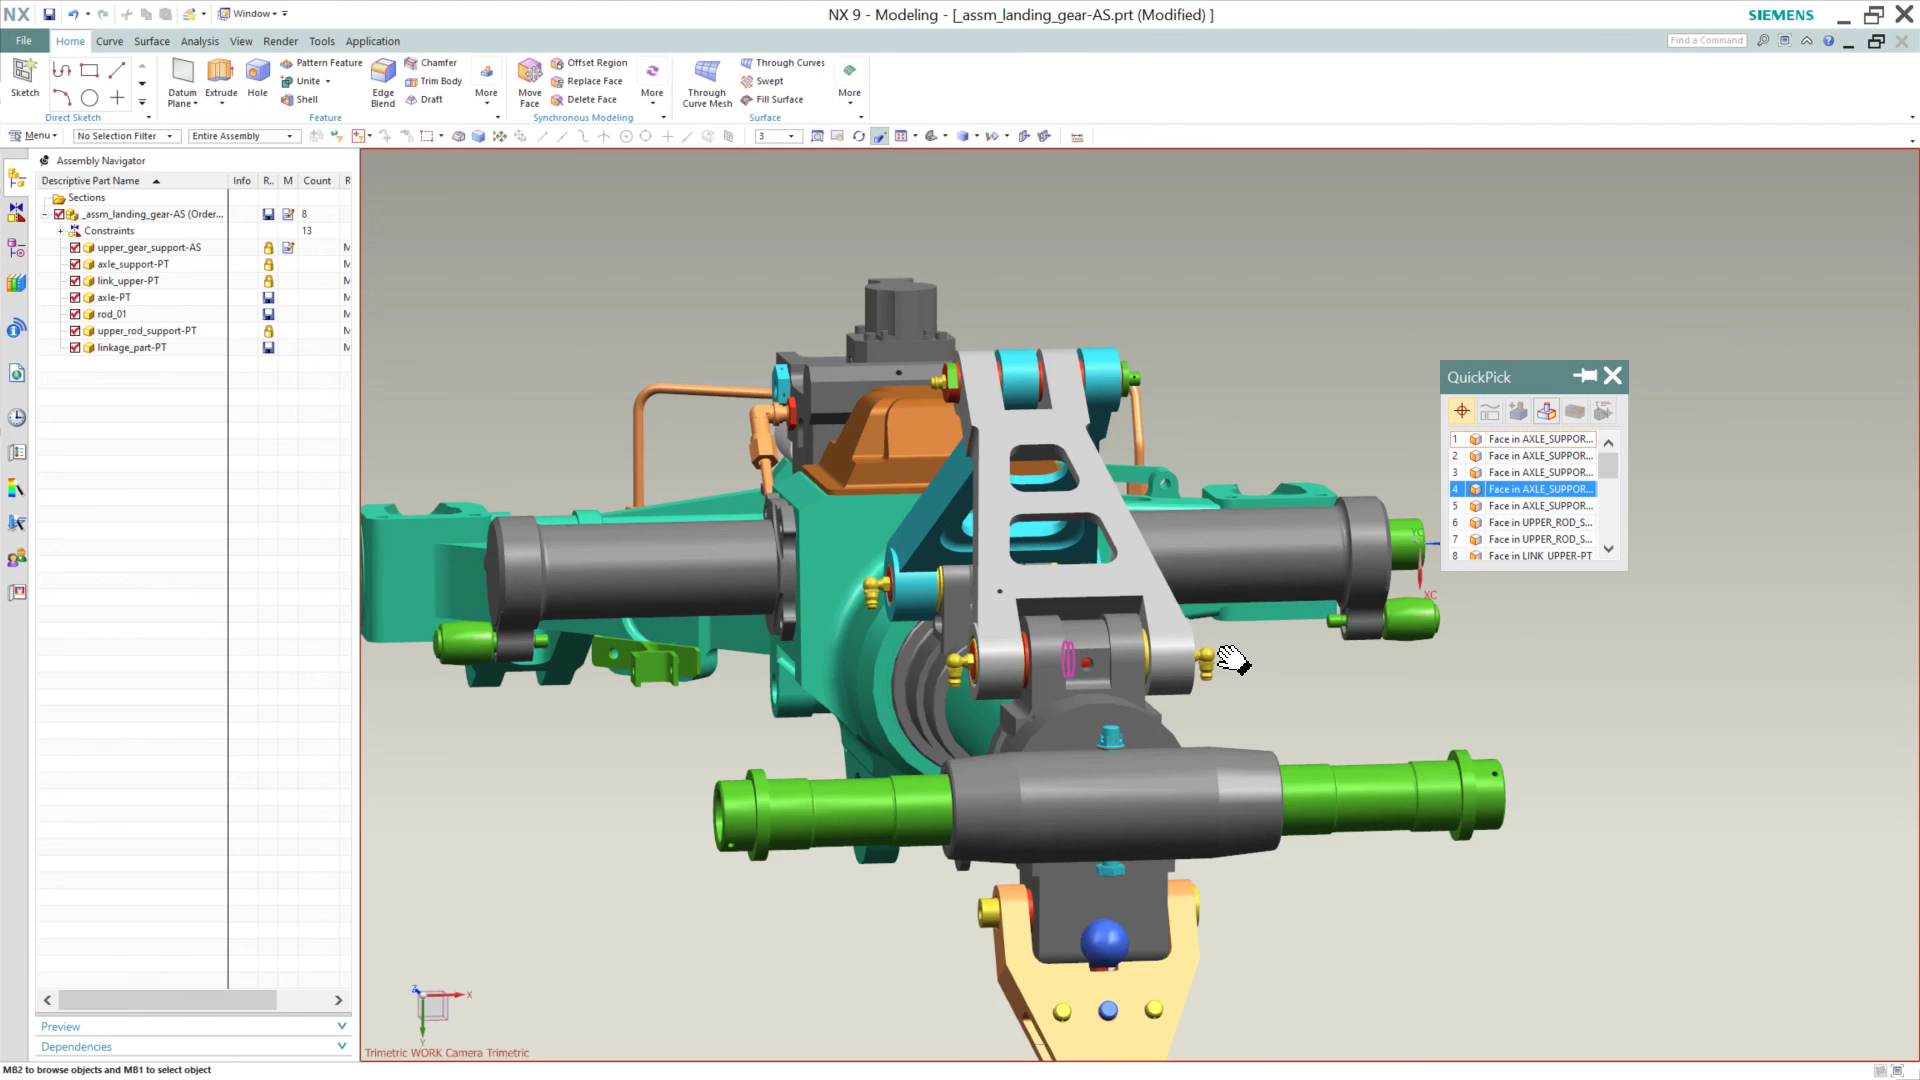 NX
Window
NX 9 - Modeling - [_assm_landing_gear-AS.prt (Modified) ]
SIEMENS
File
Home
Curve
Surface
Analysis
View
Render
Tools
Application
Find a Command
Sketch
Direct Sketch
Datum
Plane
Extrude
Hole
Pattern Feature
Unite
Shell
Edge
Blend
Chamfer
Trim Body
Draft
More
Feature
Move
Face
Offset Region
Replace Face
Delete Face
More
Synchronous Modeling
Through
Curve Mesh
Through Curves
Swept
Fill Surface
More
Surface
Menu
No Selection Filter
Entire Assembly
3
Assembly Navigator
Descriptive Part Name
Info
R..
M
Count
R
Sections
_assm_landing_gear-AS (Order...
8
Constraints
13
upper_gear_support-AS
M
axle_support-PT
M
link_upper-PT
M
axle-PT
M
rod_01
M
upper_rod_support-PT
M
linkage_part-PT
M
Preview
Dependencies
QuickPick
1 Face in AXLE_SUPPOR...
2 Face in AXLE_SUPPOR...
3 Face in AXLE_SUPPOR...
4 Face in AXLE_SUPPOR...
5 Face in AXLE_SUPPOR...
6 Face in UPPER_ROD_S...
7 Face in UPPER_ROD_S...
8 Face in LINK UPPER-PT
YC
XC
Z
X
Y
Trimetric WORK Camera Trimetric
MB2 to browse objects and MB1 to select object